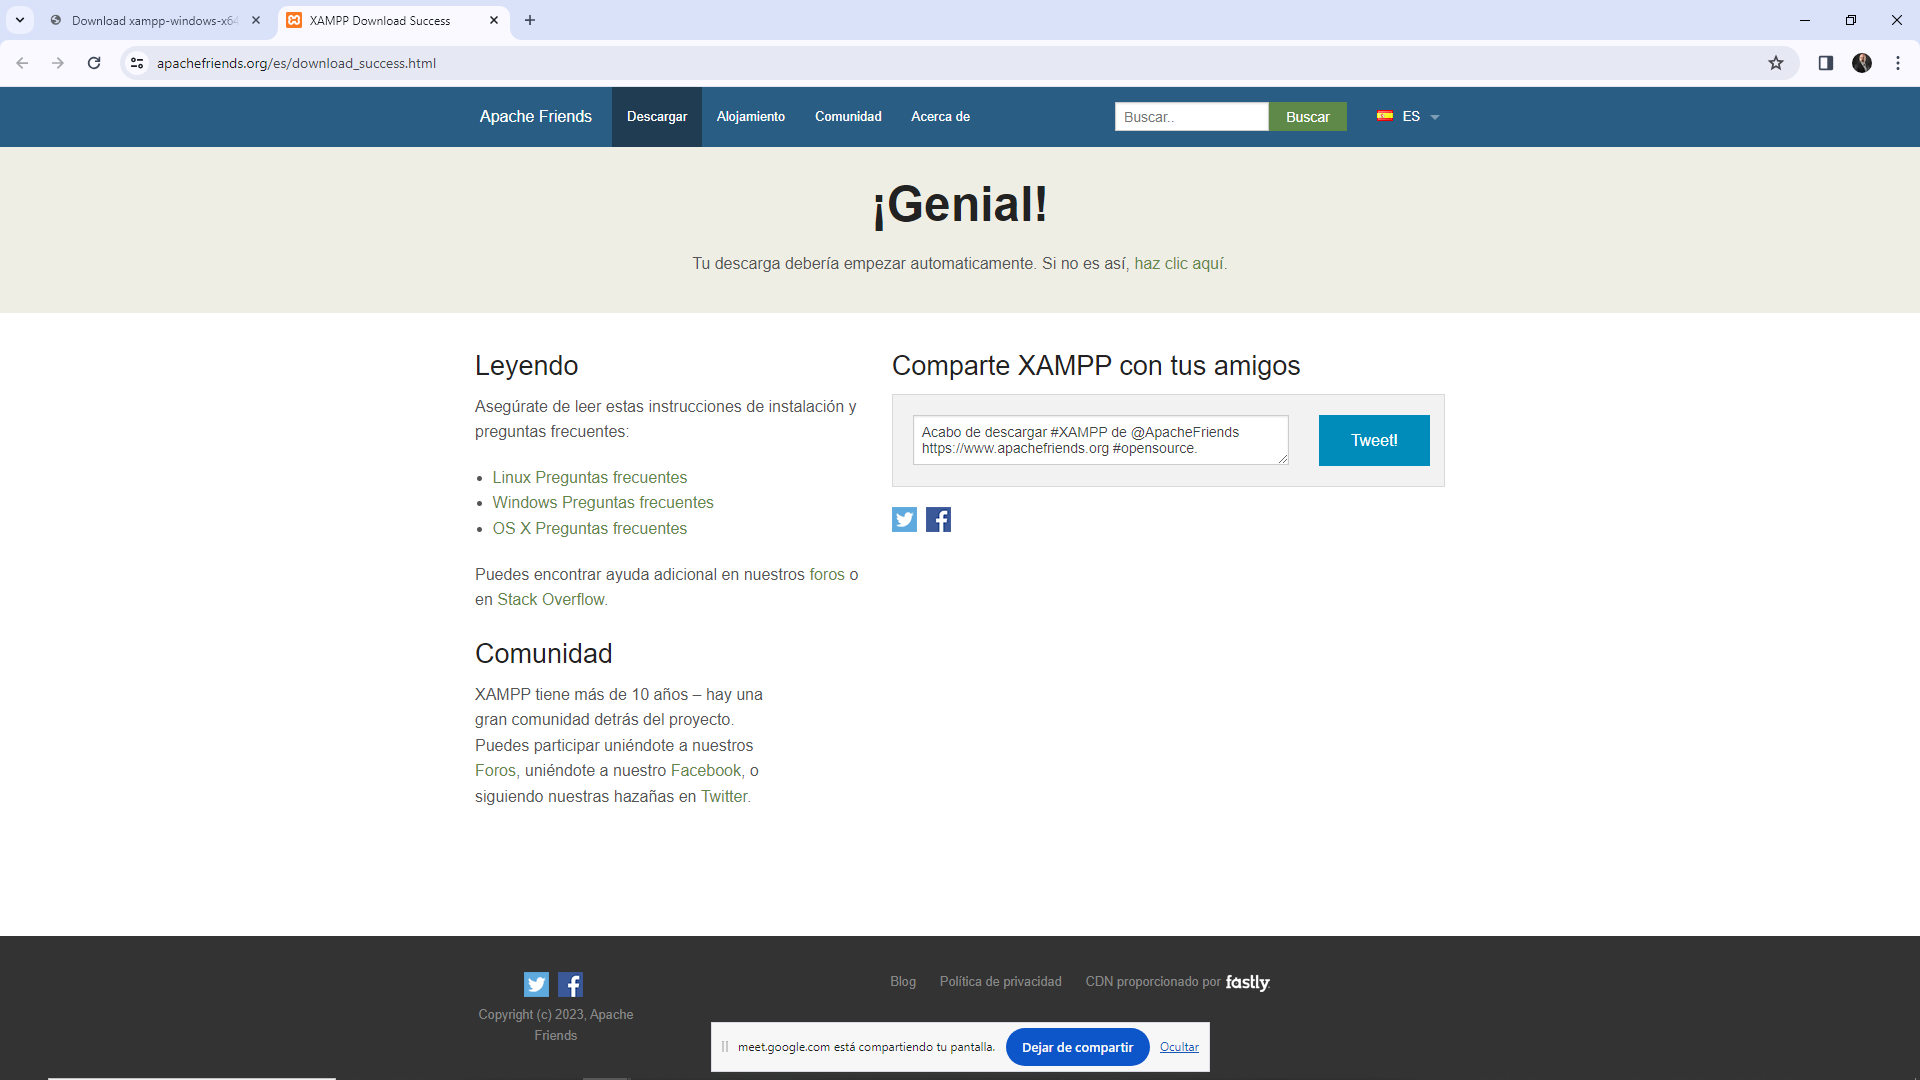 Download xampp-windows-x64
XAMPP Download Success
apachefriends.org/es/download_success.html
Apache Friends
Descargar
Alojamiento
Comunidad
Acerca de
Buscar..
Buscar
ES
¡Genial!
Tu descarga debería empezar automaticamente. Si no es así, haz clic aquí.
Leyendo
Asegúrate de leer estas instrucciones de instalación y
preguntas frecuentes:
Linux Preguntas frecuentes
Windows Preguntas frecuentes
OS X Preguntas frecuentes
Puedes encontrar ayuda adicional en nuestros foros o
en Stack Overflow.
Comunidad
XAMPP tiene más de 10 años – hay una
gran comunidad detrás del proyecto.
Puedes participar uniéndote a nuestros
Foros, uniéndote a nuestro Facebook, o
siguiendo nuestras hazañas en Twitter.
Comparte XAMPP con tus amigos
Acabo de descargar #XAMPP de @ApacheFriends
https://www.apachefriends.org #opensource.
Tweet!
Copyright (c) 2023, Apache
Friends
Blog
Política de privacidad
CDN proporcionado por fastly
meet.google.com está compartiendo tu pantalla.
Dejar de compartir
Ocultar